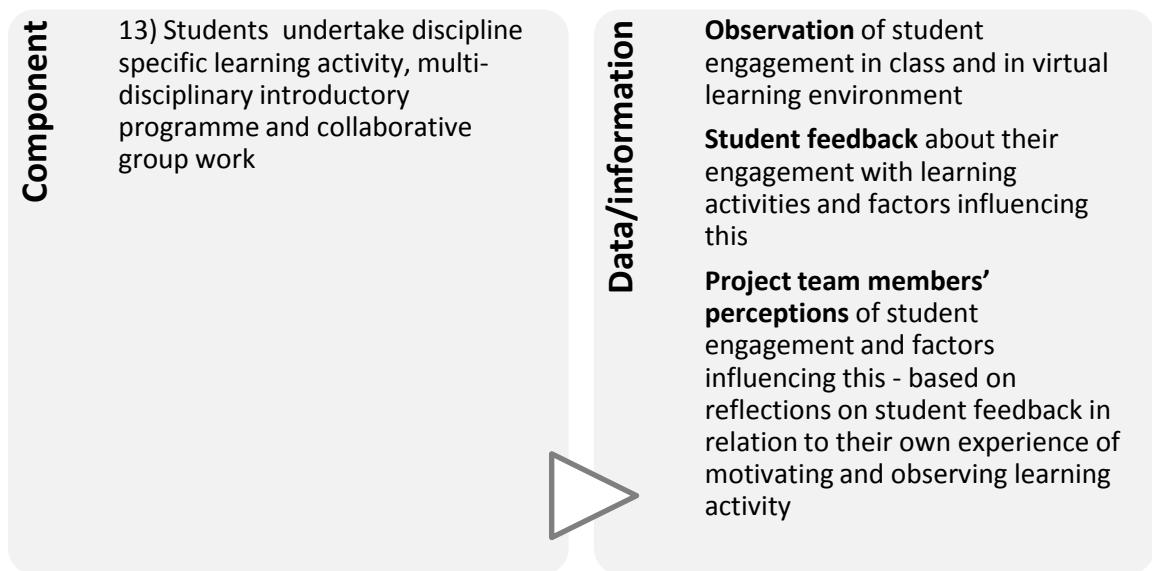 Component
13) Students  undertake discipline
specific learning activity, multi-
disciplinary introductory
programme and collaborative
group work
Data/information
Observation of student
engagement in class and in virtual
learning environment
Student feedback about their
engagement with learning
activities and factors influencing
this
Project team members’
perceptions of student
engagement and factors
influencing this - based on
reflections on student feedback in
relation to their own experience of
motivating and observing learning
activity